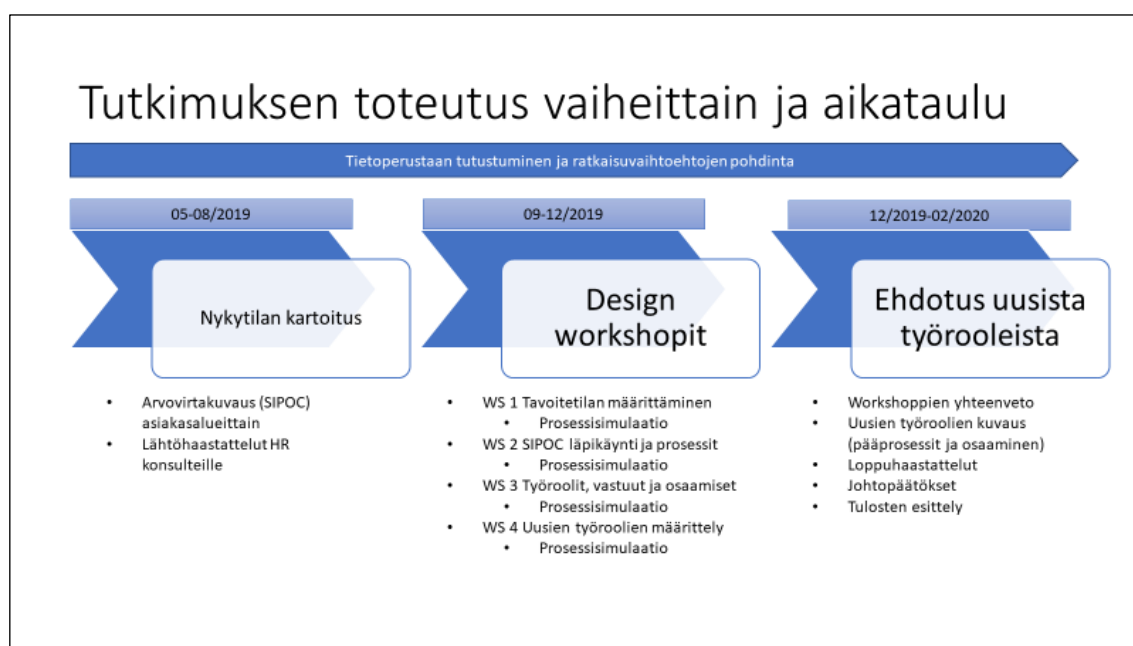 Tutkimuksen toteutus vaiheittain ja aikataulu
Tietoperustaan tutustuminen ja ratkaisuvaihtoehtojen pohdinta
05-08/2019
Nykytilan kartoitus
• Arvovirtakuvaus (SIPOC)
asiakasalueittain
• Lähtöhaastattelut HR
konsulteille
09-12/2019
Design
workshopit
• WS 1 Tavoitetilan määrittäminen
• Prosessisimulaatio
• WS 2 SIPOC läpikäynti ja prosessit
• Prosessisimulaatio
• WS 3 Työroolit, vastuut ja osaamiset
• Prosessisimulaatio
• WS 4 Uusien työroolien määrittely
• Prosessisimulaatio
12/2019-02/2020
Ehdotus uusista
työrooleista
• Workshoppien yhteenveto
• Uusien työroolien kuvaus
(pääprosessit ja osaaminen)
• Loppuhaastattelut
• Johtopäätökset
• Tulosten esittely